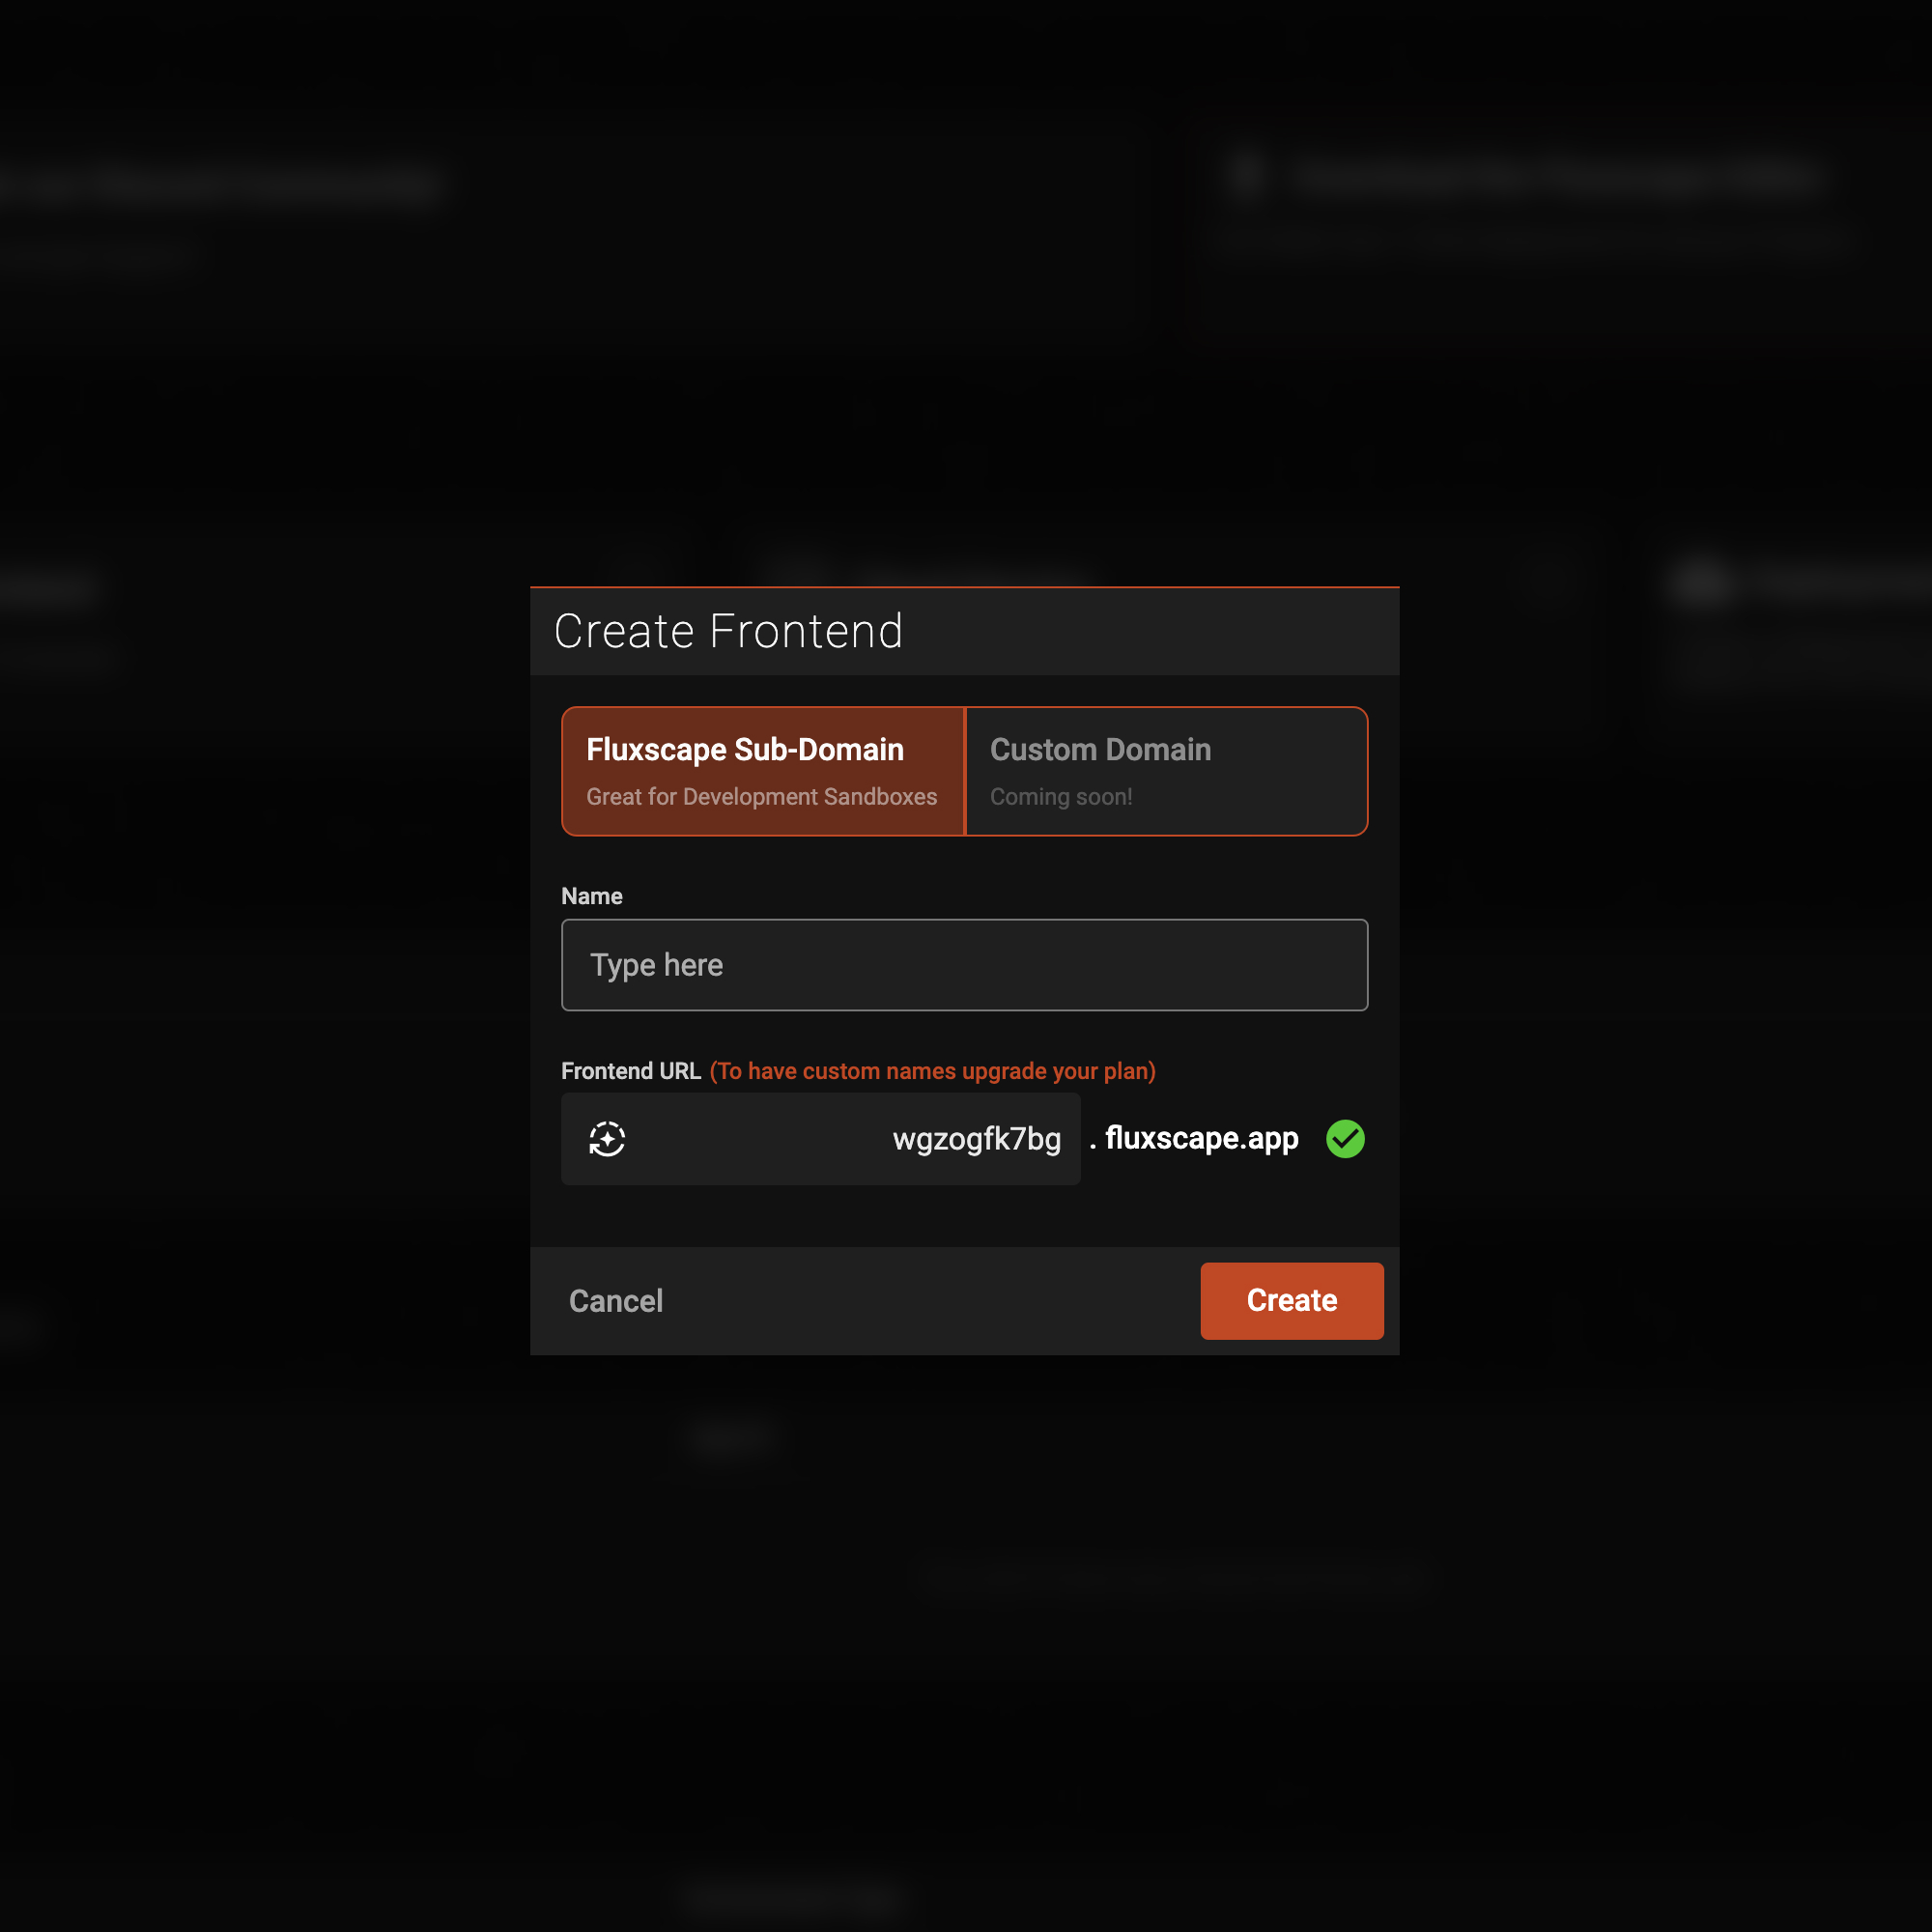 Create Frontend
Fluxscape Sub-Domain
Great for Development Sandboxes
Custom Domain
Coming soon!
Name
Type here
Frontend URL (To have custom names upgrade your plan)
wgzogfk7bg . fluxscape.app
Cancel
Create